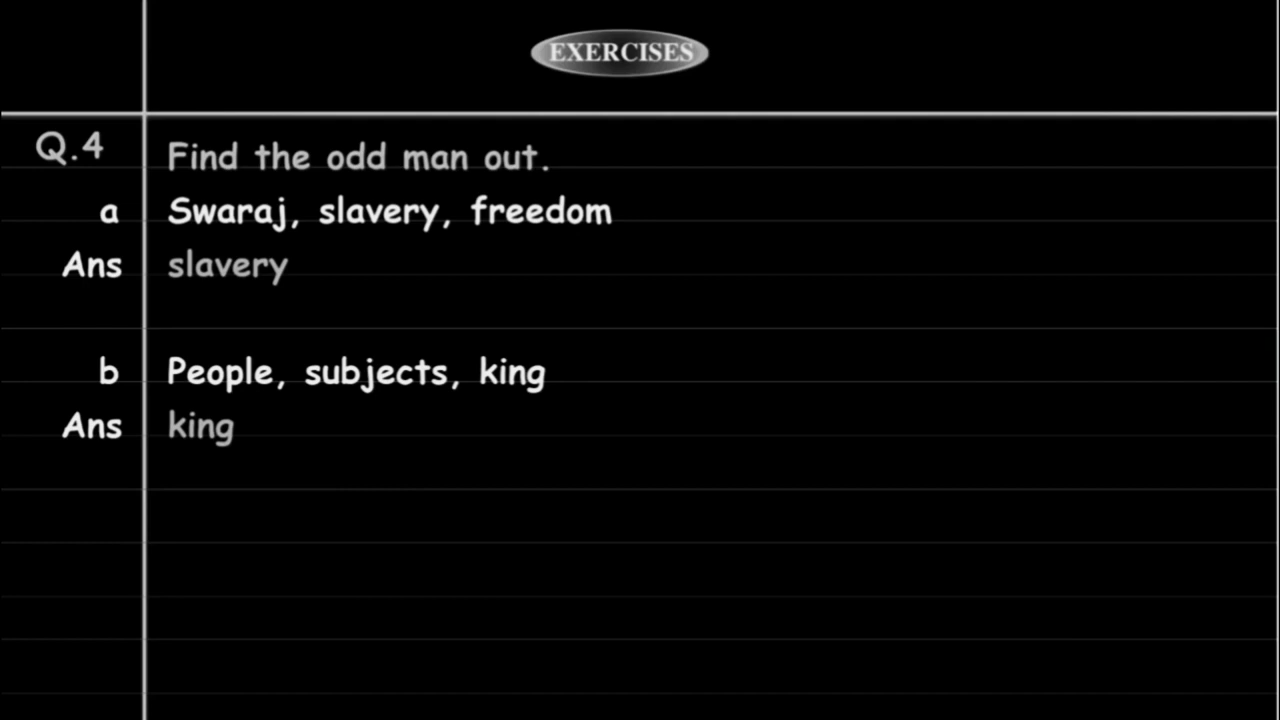 EXERCISES
Q.4 Find the odd man out.
a Swaraj, slavery, freedom
Ans slavery
b People, subjects, king
Ans king